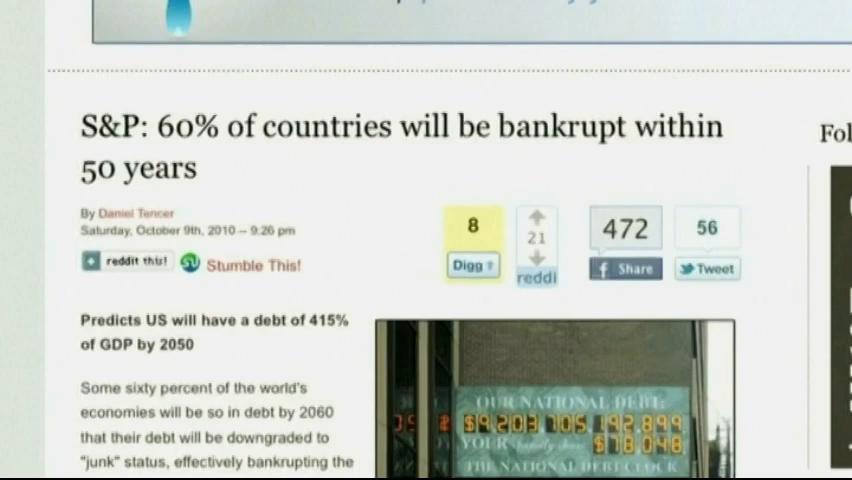 S&P: 60% of countries will be bankrupt within
50 years
Fol
By Daniel Tencer
Saturday, October 9th, 2010 -- 9:26 pm
reddit this!
Stumble This!
8
Digg
21
reddi
472
Share
56
Tweet
Predicts US will have a debt of 415%
of GDP by 2050
Some sixty percent of the world's
economies will be so in debt by 2060
that their debt will be downgraded to
"junk" status, effectively bankrupting the
OUR NATIONAL DEBT:
$9,203,705,192,899
YOUR family share $78,048
THE NATIONAL DEBT CLOCK